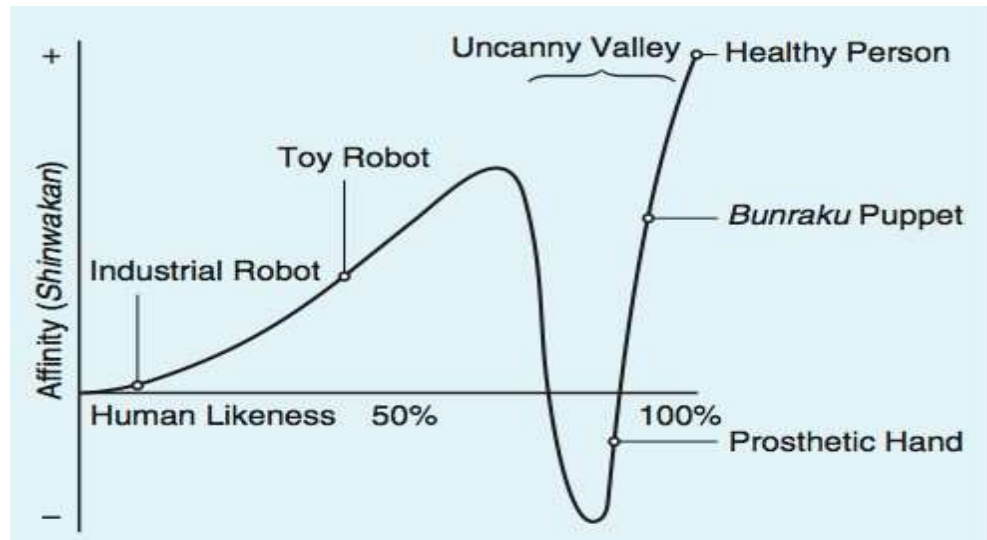 +
Uncanny Valley
Healthy Person
Toy Robot
Bunraku Puppet
Industrial Robot
Affinity (Shinwakan)
Human Likeness 50% 100%
Prosthetic Hand
–